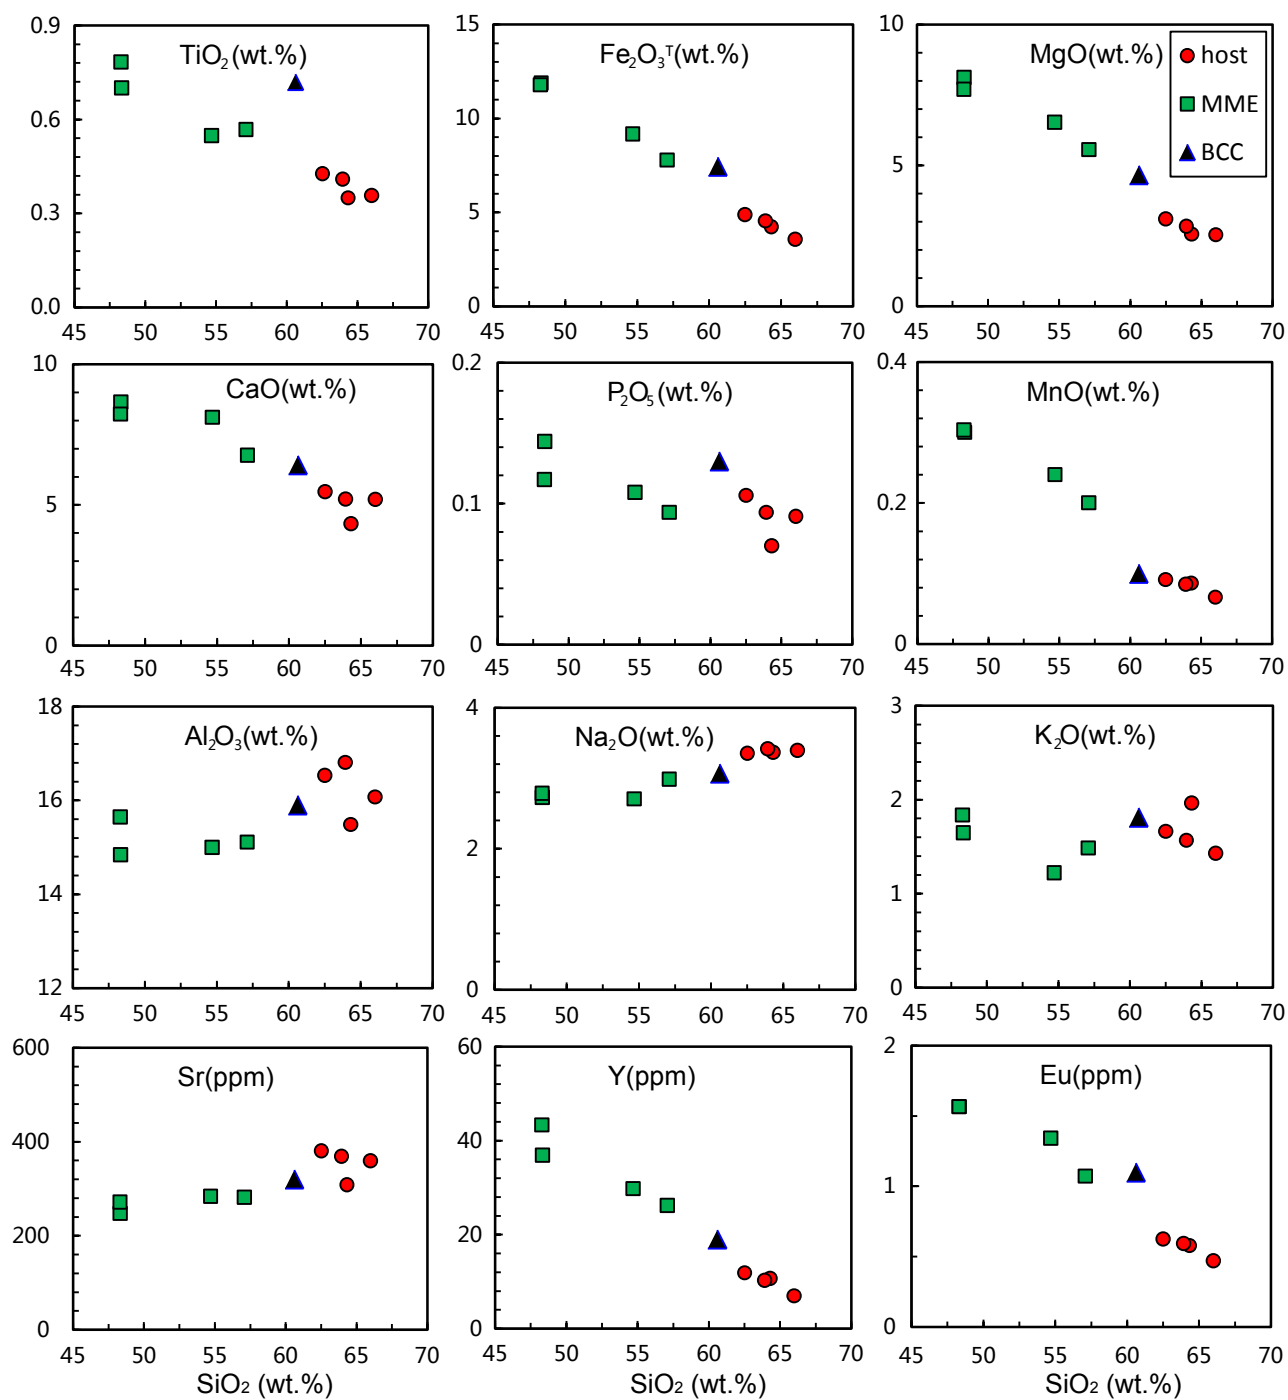 TiO₂(wt.%)
0.9
0.6
0.3
0.0
45 50 55 60 65 70
Fe₂O₃ᵀ(wt.%)
15
10
5
0
45 50 55 60 65 70
MgO(wt.%)
10
5
0
45 50 55 60 65 70
host
MME
BCC
CaO(wt.%)
10
5
0
45 50 55 60 65 70
P₂O₅(wt.%)
0.2
0.1
0
45 50 55 60 65 70
MnO(wt.%)
0.4
0.2
0
45 50 55 60 65 70
Al₂O₃(wt.%)
18
16
14
12
45 50 55 60 65 70
Na₂O(wt.%)
4
2
0
45 50 55 60 65 70
K₂O(wt.%)
3
2
1
0
45 50 55 60 65 70
Sr(ppm)
600
400
200
0
45 50 55 60 65 70
SiO₂ (wt.%)
Y(ppm)
60
40
20
0
45 50 55 60 65 70
SiO₂ (wt.%)
Eu(ppm)
2
1
0
45 50 55 60 65 70
SiO₂ (wt.%)